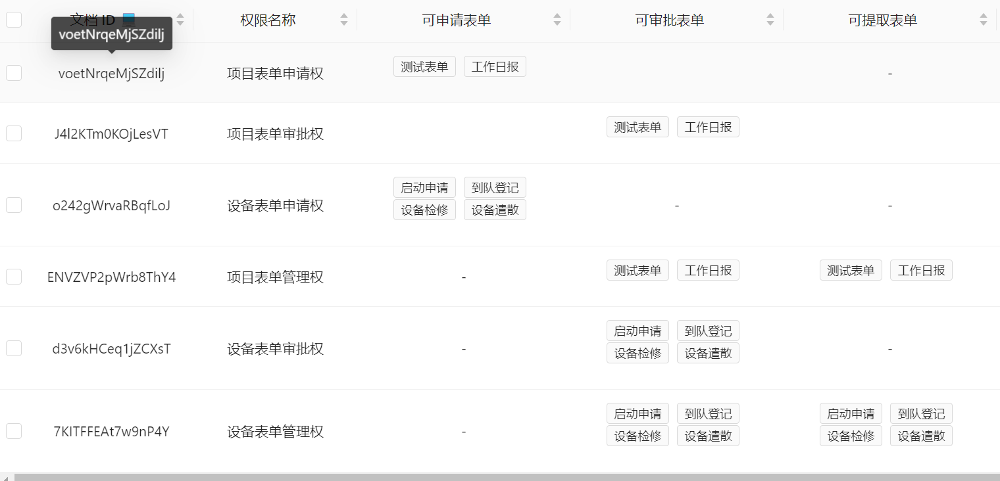 文档 ID 权限名称 可申请表单 可审批表单 可提取表单
voetNrqeMjSZdilj
voetNrqeMjSZdilj 项目表单申请权 测试表单 工作日报 -
J4l2KTm0KOjLesVT 项目表单审批权 测试表单 工作日报
o242gWrvaRBqfLoJ 设备表单申请权 启动申请 到队登记 - -
设备检修 设备遣散
ENVZVP2pWrb8ThY4 项目表单管理权 - 测试表单 工作日报 测试表单 工作日报
d3v6kHCeq1jZCXsT 设备表单审批权 - 启动申请 到队登记 -
设备检修 设备遣散
7KITFFEAt7w9nP4Y 设备表单管理权 - 启动申请 到队登记 启动申请 到队登记
设备检修 设备遣散 设备检修 设备遣散